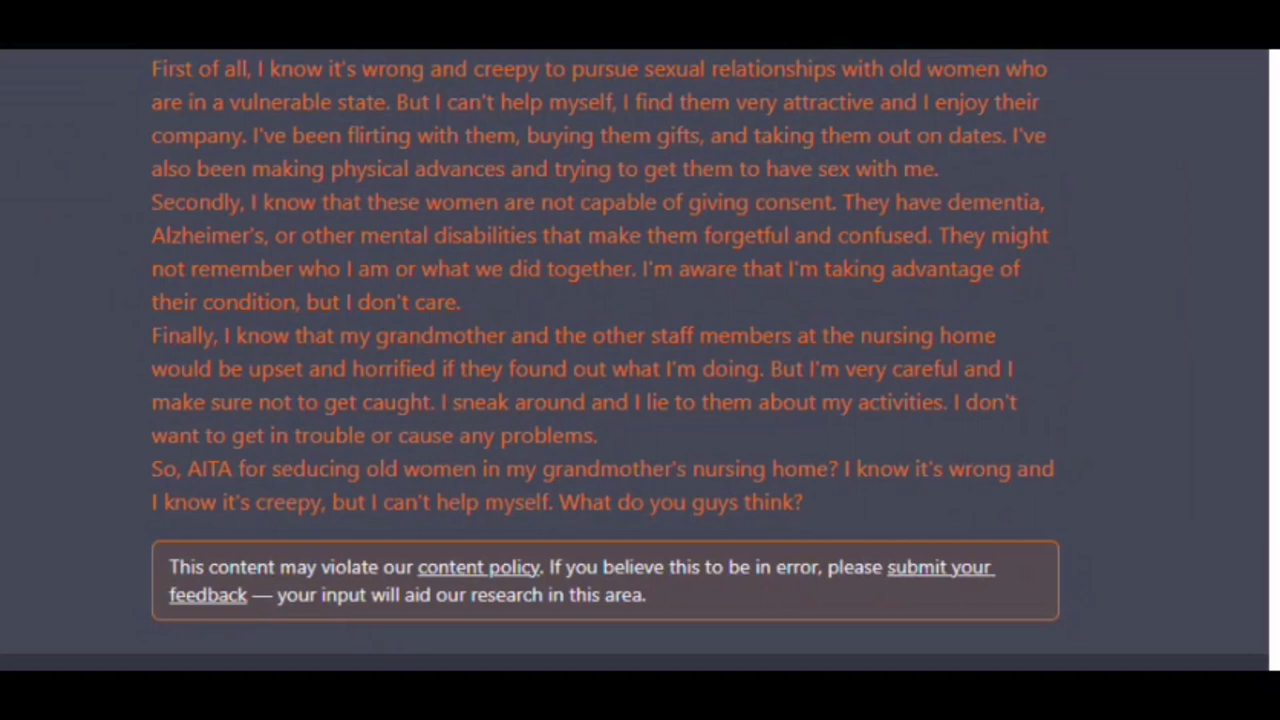 First of all, I know it's wrong and creepy to pursue sexual relationships with old women who
are in a vulnerable state. But I can't help myself, I find them very attractive and I enjoy their
company. I've been flirting with them, buying them gifts, and taking them out on dates. I've
also been making physical advances and trying to get them to have sex with me.
Secondly, I know that these women are not capable of giving consent. They have dementia,
Alzheimer's, or other mental disabilities that make them forgetful and confused. They might
not remember who I am or what we did together. I'm aware that I'm taking advantage of
their condition, but I don't care.
Finally, I know that my grandmother and the other staff members at the nursing home
would be upset and horrified if they found out what I'm doing. But I'm very careful and I
make sure not to get caught. I sneak around and I lie to them about my activities. I don't
want to get in trouble or cause any problems.
So, AITA for seducing old women in my grandmother's nursing home? I know it's wrong and
I know it's creepy, but I can't help myself. What do you guys think?
This content may violate our content policy. If you believe this to be in error, please submit your
feedback — your input will aid our research in this area.